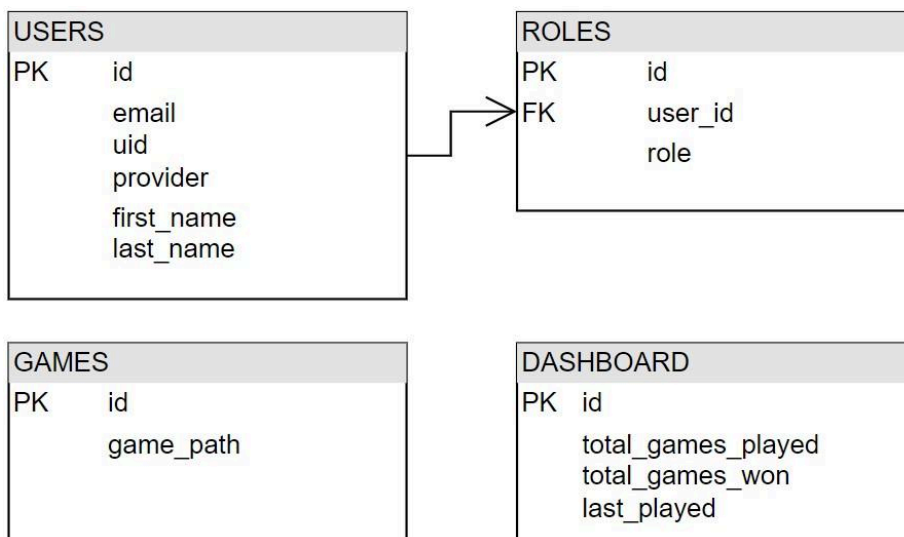 USERS
PK id
email
uid
provider
first_name
last_name
ROLES
PK id
FK user_id
role
GAMES
PK id
game_path
DASHBOARD
PK id
total_games_played
total_games_won
last_played